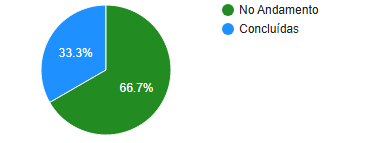 No Andamento
Concluídas
33.3%
66.7%